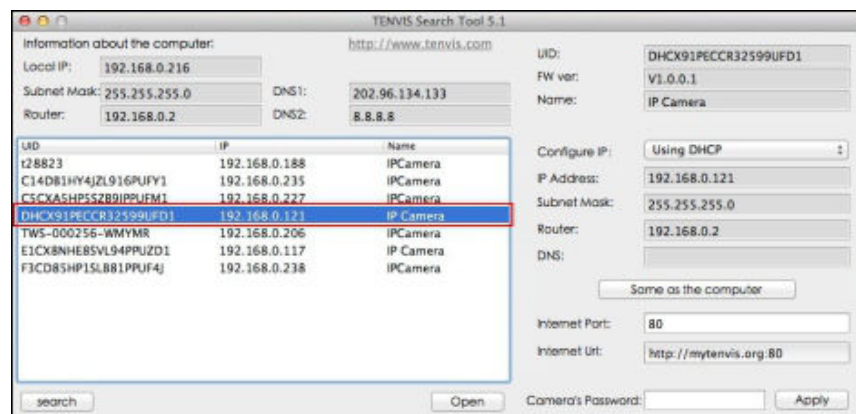 TENVIS Search Tool 5.1
Information about the computer:
http://www.tenvis.com
Local IP: 192.168.0.216
Subnet Mask: 255.255.255.0 DNS1: 202.96.134.133
Router: 192.168.0.2 DNS2: 8.8.8.8
UID IP Name
t28823 192.168.0.188 IPCamera
C14DB1HY4JZL916PUFY1 192.168.0.235 IPCamera
C5CXA5HPSSZB9IPPUFM1 192.168.0.227 IPCamera
DHCX91PECCR32599UFD1 192.168.0.121 IP Camera
TWS-000256-WMYMR 192.168.0.206 IPCamera
E1CX8NHE8SVL94PPUZD1 192.168.0.117 IP Camera
F3CD85HP1SLB81PPUF4J 192.168.0.238 IPCamera
search
Open
UID: DHCX91PECCR32599UFD1
FW ver: V1.0.0.1
Name: IP Camera
Configure IP: Using DHCP
IP Address: 192.168.0.121
Subnet Mask: 255.255.255.0
Router: 192.168.0.2
DNS:
Same as the computer
Internet Port: 80
Internet Url: http://mytenvis.org:80
Camera's Password:
Apply